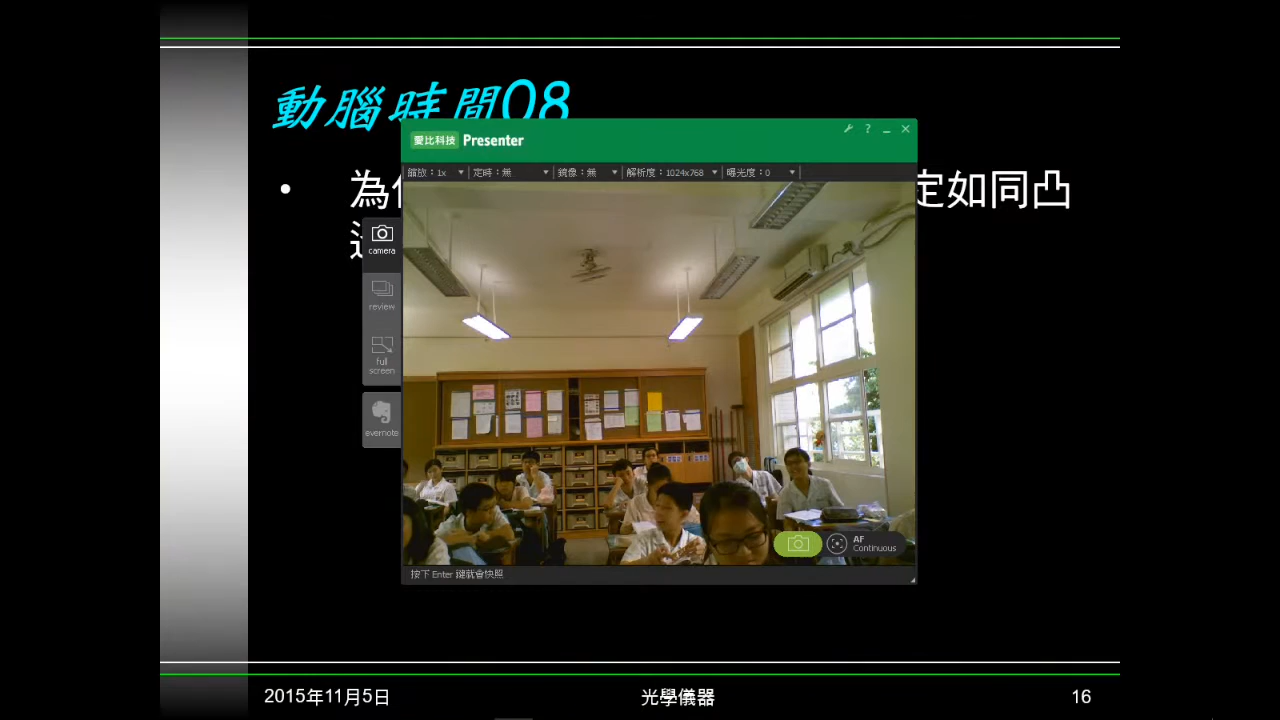 動腦時間08
• 為
定如同凸
愛比科技 Presenter
縮放：1x 定時：無 鏡像：無 解析度：1024x768 曝光度：0
camera
review
full
screen
evernote
AF
Continuous
按下 Enter 鍵就會快照
2015年11月5日 光學儀器 16